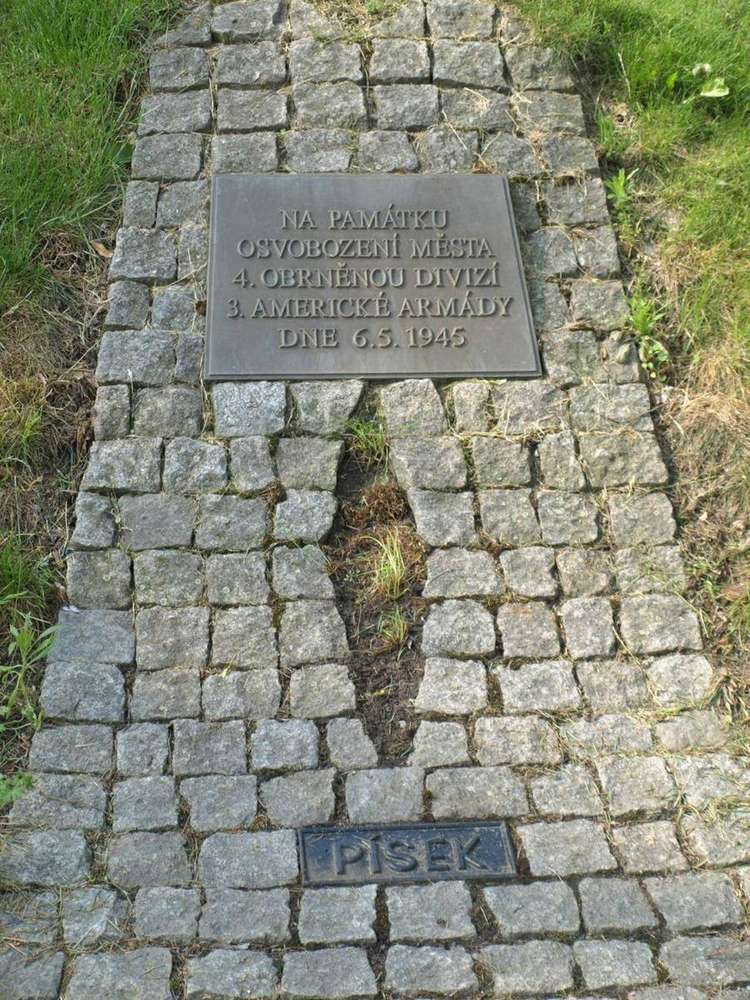 NA PAMÁTKU
OSVOBOZENÍ MĚSTA
4. OBRNĚNOU DIVIZÍ
3. AMERICKÉ ARMÁDY
DNE 6.5.1945
PÍSEK